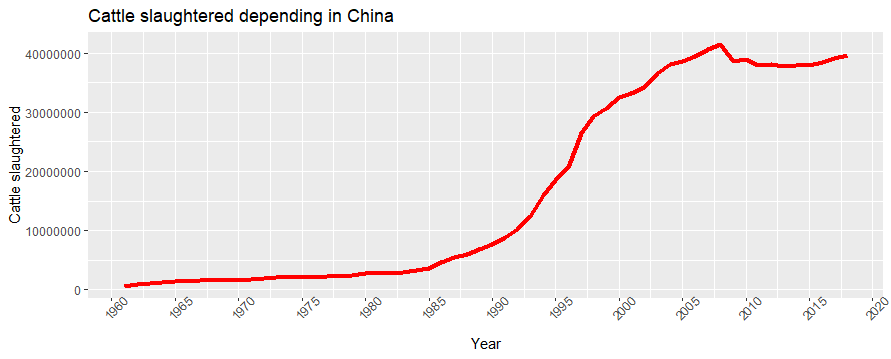 Cattle slaughtered depending in China
Cattle slaughtered
40000000
30000000
20000000
10000000
0
1960 1965 1970 1975 1980 1985 1990 1995 2000 2005 2010 2015 2020
Year